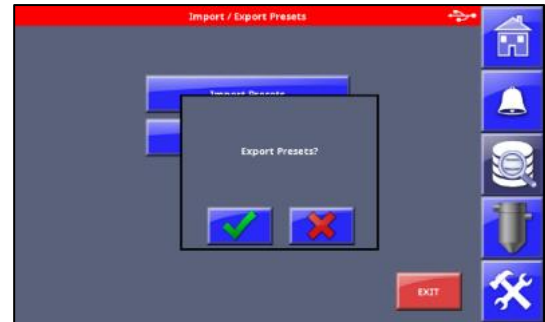 Import / Export Presets
Import Presets
Export Presets?
EXIT